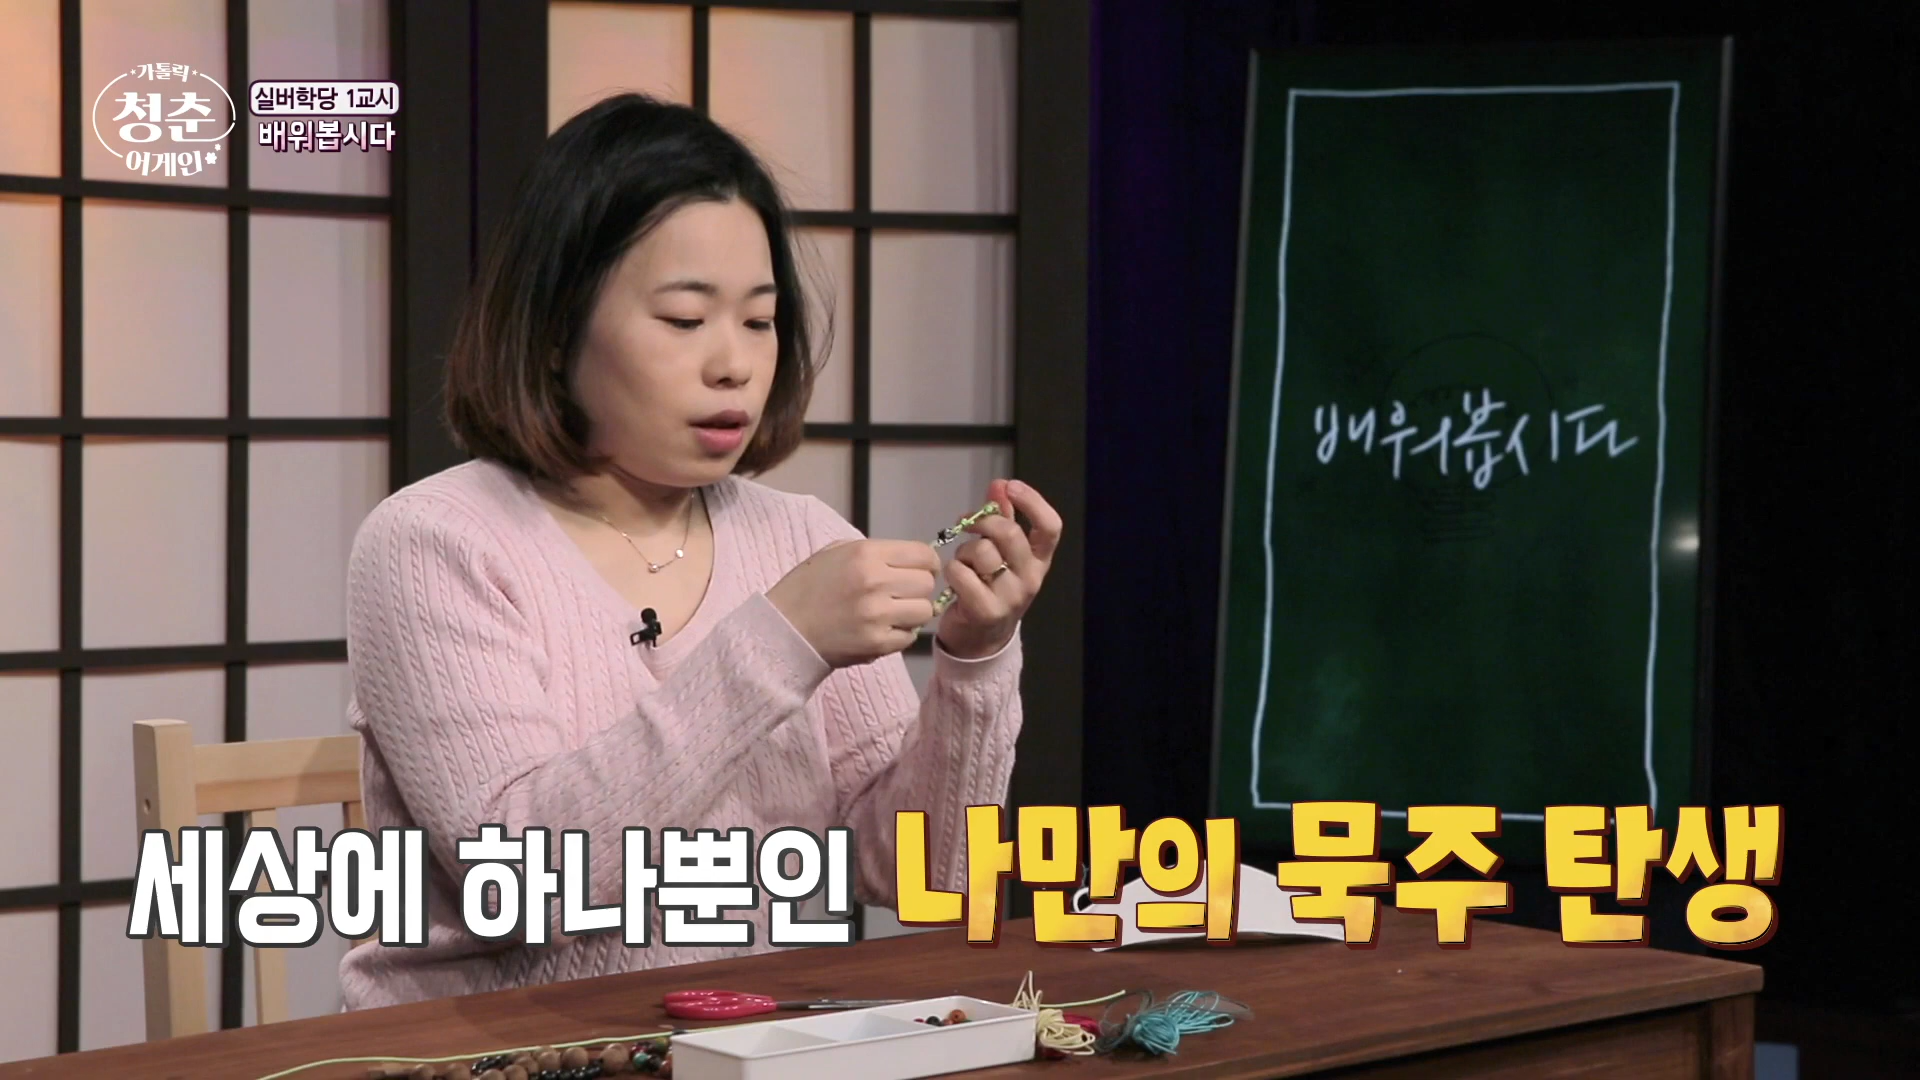 가톨릭
청춘
어게인
실버학당 1교시
배워봅시다
배워봅시다
세상에 하나뿐인 나만의 묵주 탄생